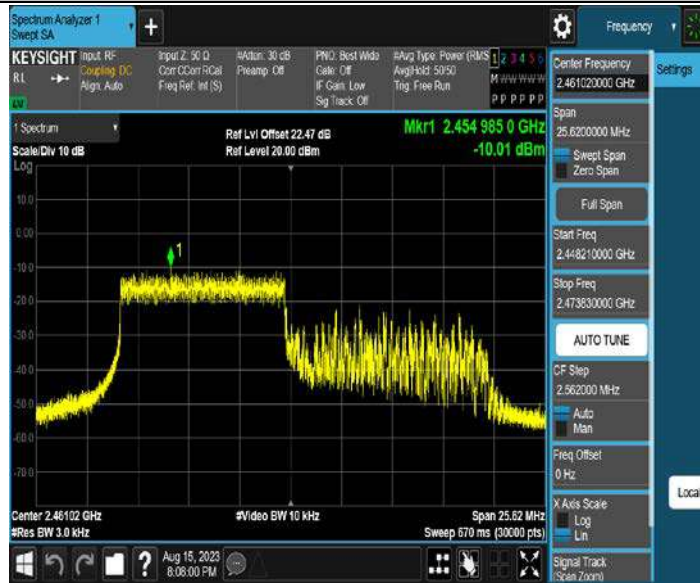 Spectrum Analyzer 1
Swept SA
Frequency
KEYSIGHT
RL
Input: RF
Coupling: DC
Align: Auto
Input Z: 50 Ω
Corr CCorr RCal
Freq Ref: Int (S)
#Atten: 30 dB
Preamp: Off
PNO: Best Wide
Gate: Off
IF Gain: Low
Sig Track: Off
#Avg Type: Power (RMS
Avg|Hold: 50/50
Trig: Free Run
1 2 3 4 5 6
M W W W W W
P P P P P P
1 Spectrum
Scale/Div 10 dB
Log
Ref Lvl Offset 22.47 dB
Ref Level 20.00 dBm
Mkr1 2.454 985 0 GHz
-10.01 dBm
1
10.0
0.00
-10.0
-20.0
-30.0
-40.0
-50.0
-60.0
-70.0
Center 2.46102 GHz
#Res BW 3.0 kHz
#Video BW 10 kHz
Span 25.62 MHz
Sweep 670 ms (30000 pts)
Center Frequency
2.461020000 GHz
Span
25.6200000 MHz
Swept Span
Zero Span
Full Span
Start Freq
2.448210000 GHz
Stop Freq
2.473830000 GHz
AUTO TUNE
CF Step
2.562000 MHz
Auto
Man
Freq Offset
0 Hz
X Axis Scale
Log
Lin
Signal Track
(Span Zoom)
Settings
Local
?
Aug 15, 2023
8:08:00 PM